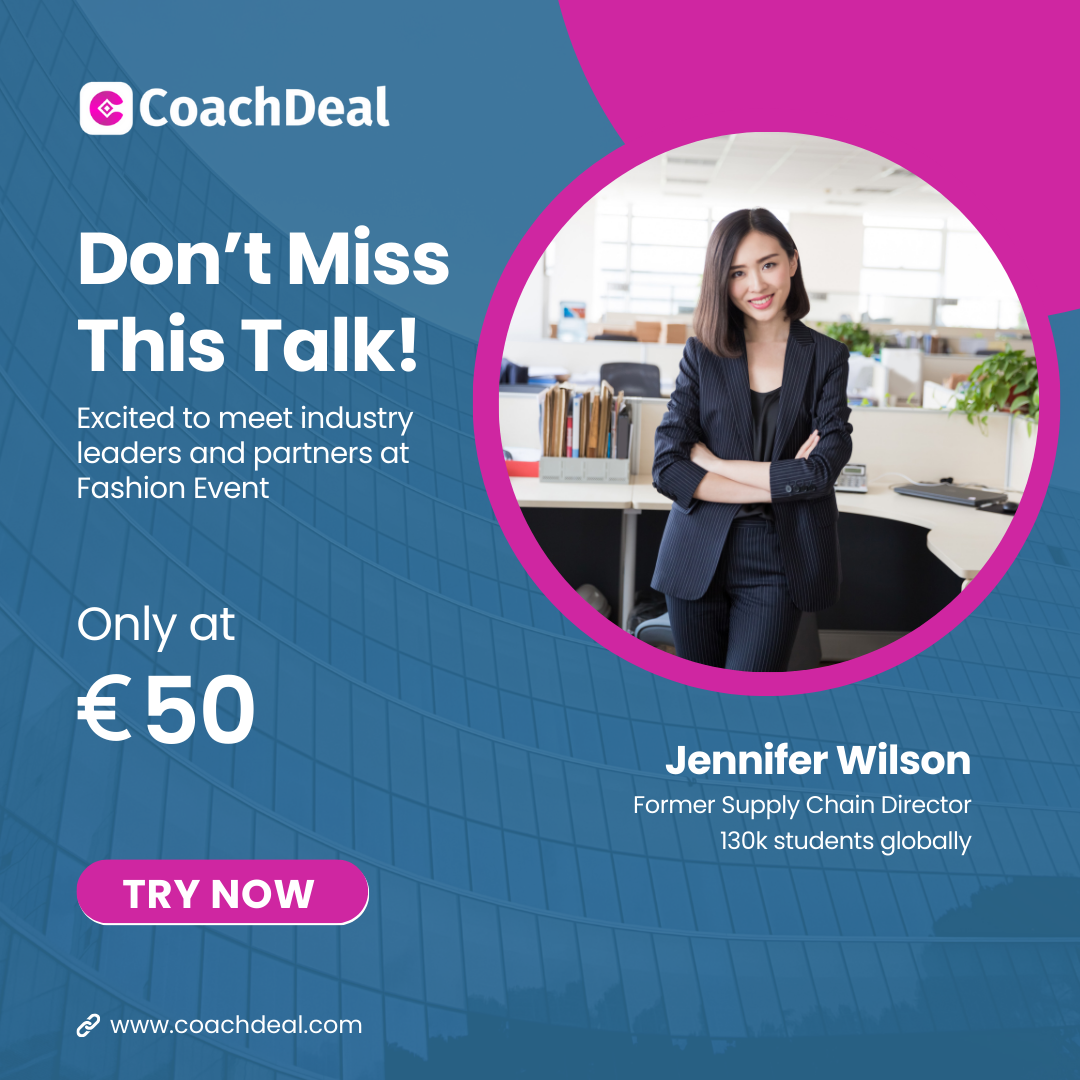 CoachDeal
Don’t Miss
This Talk!
Excited to meet industry
leaders and partners at
Fashion Event
Only at
€50
Jennifer Wilson
Former Supply Chain Director
130k students globally
TRY NOW
www.coachdeal.com